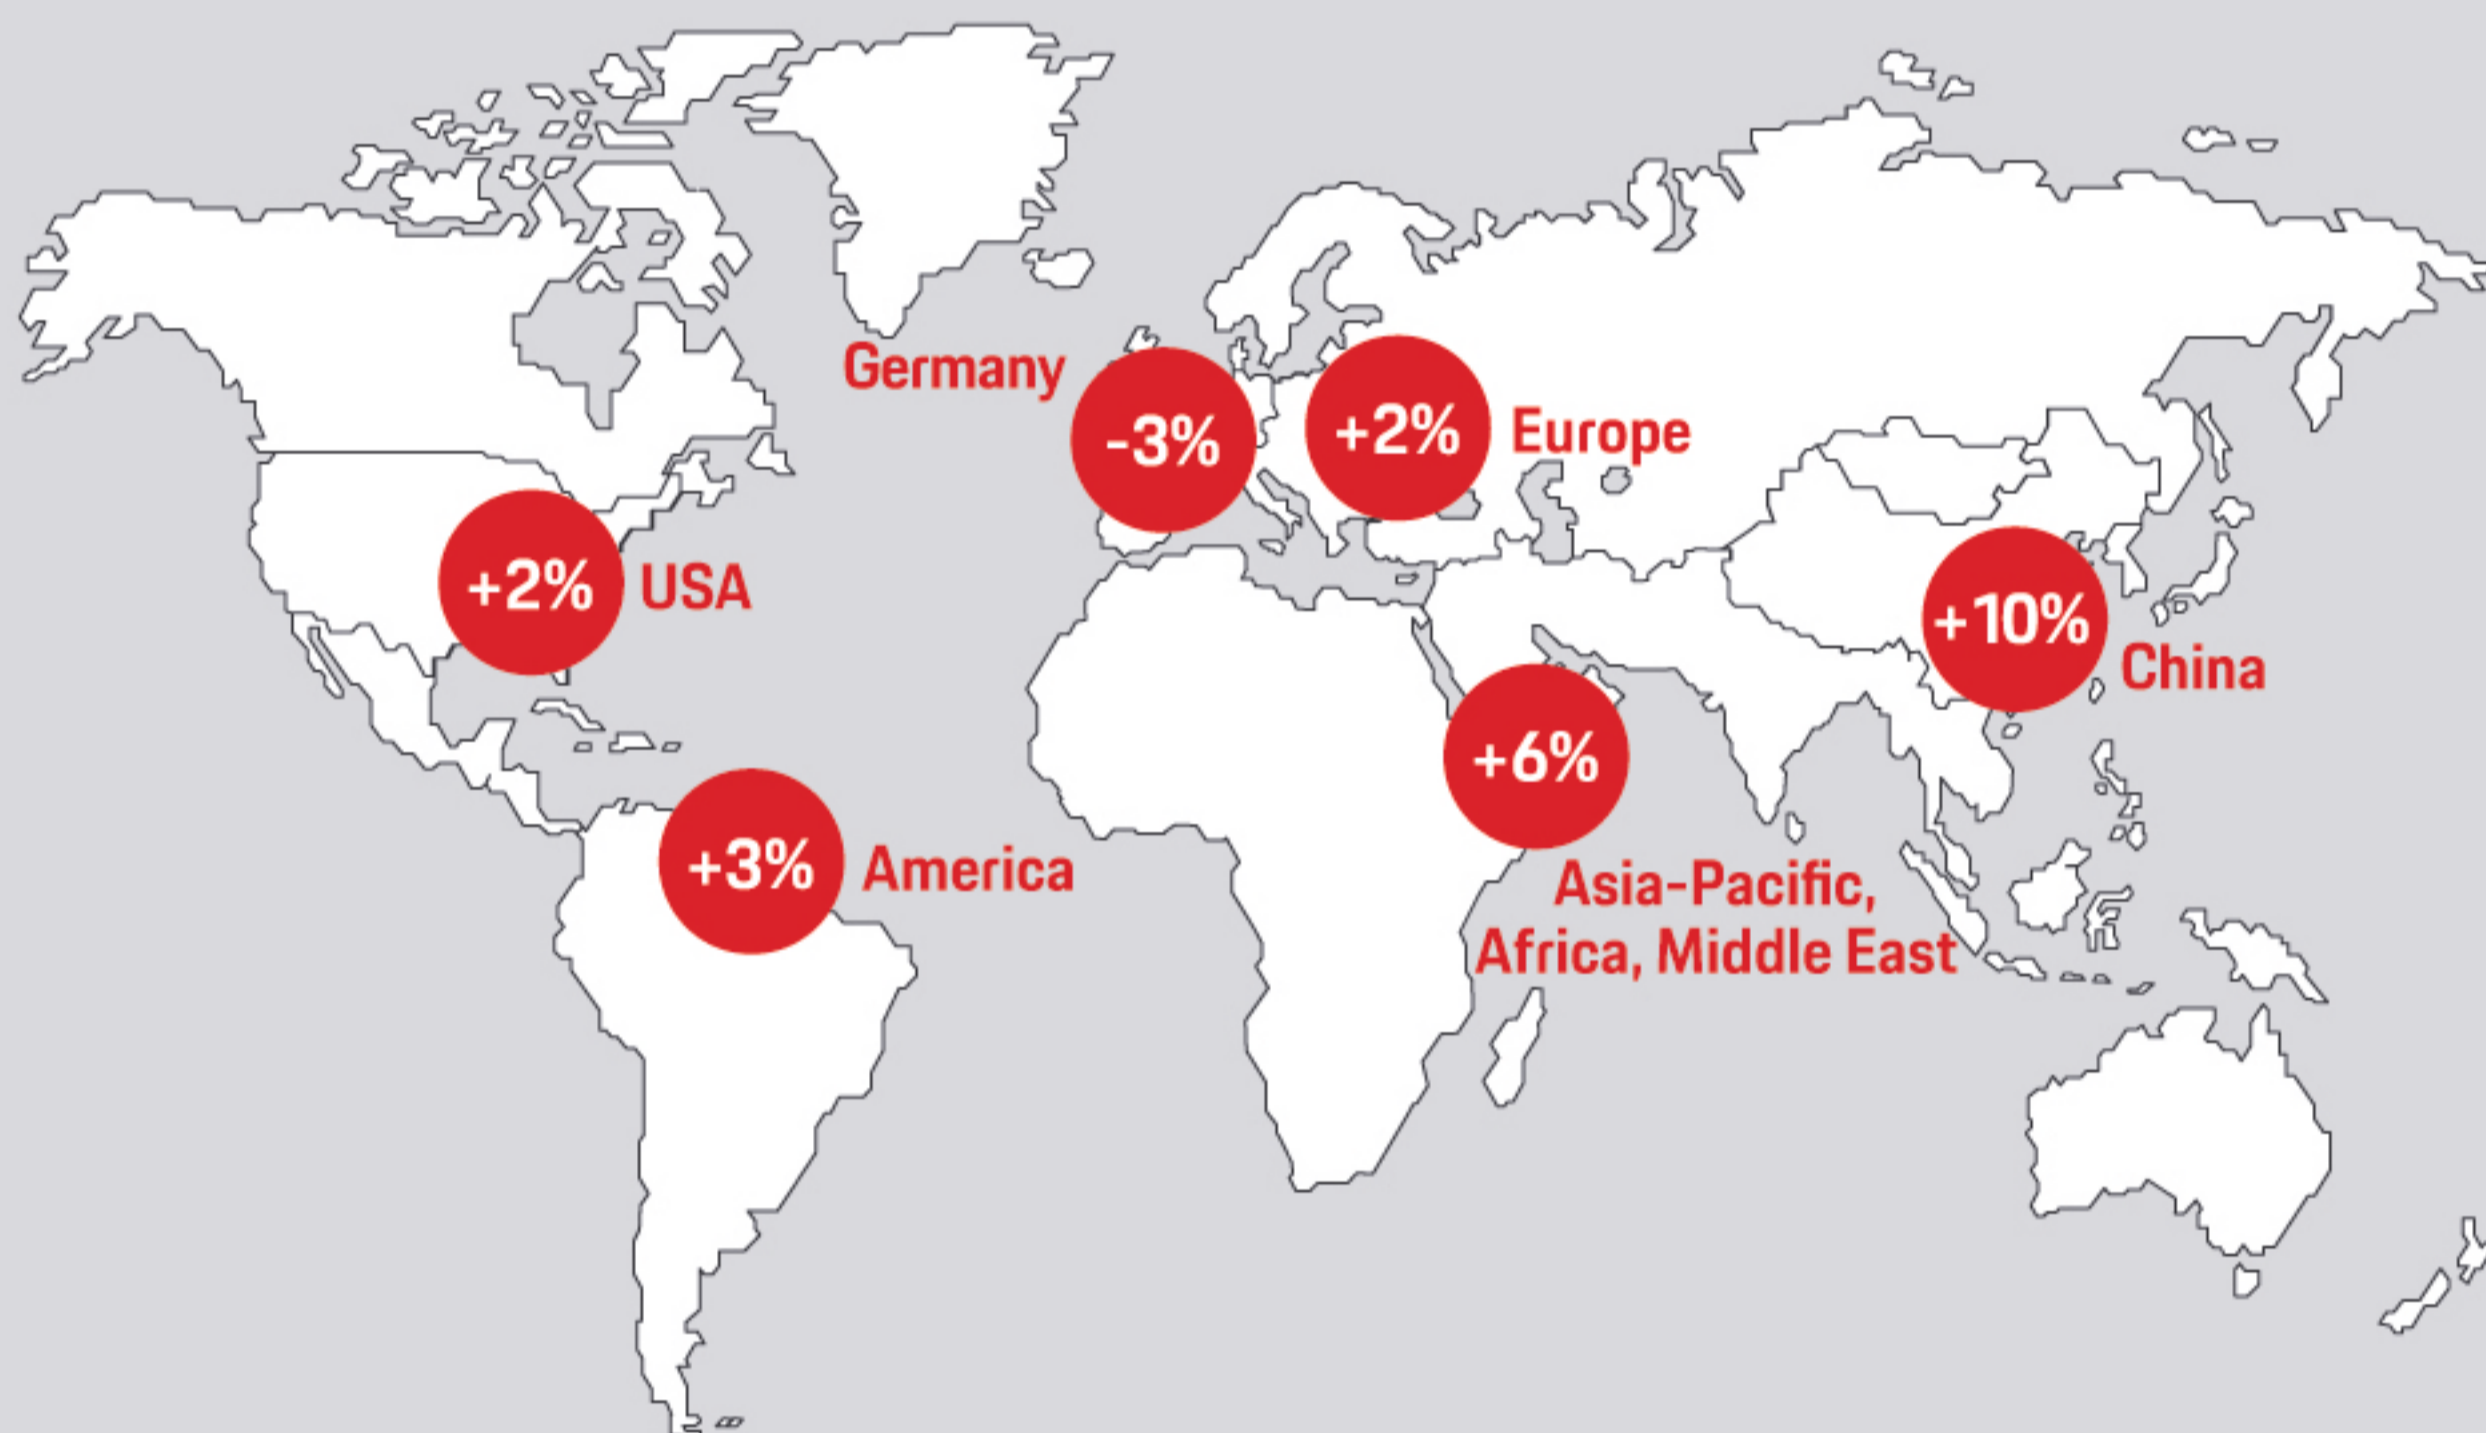 Germany
-3%
+2%
Europe
+2%
USA
+10%
China
+6%
Asia-Pacific,
Africa, Middle East
+3%
America